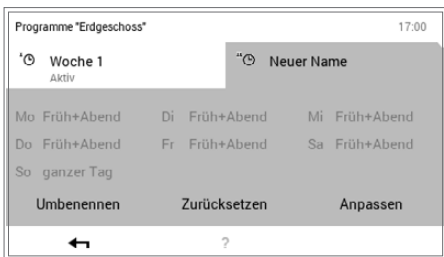 Programme "Erdgeschoss" 17:00
Woche 1 Neuer Name
Aktiv
Mo Früh+Abend Di Früh+Abend Mi Früh+Abend
Do Früh+Abend Fr Früh+Abend Sa Früh+Abend
So ganzer Tag
Umbenennen Zurücksetzen Anpassen
?